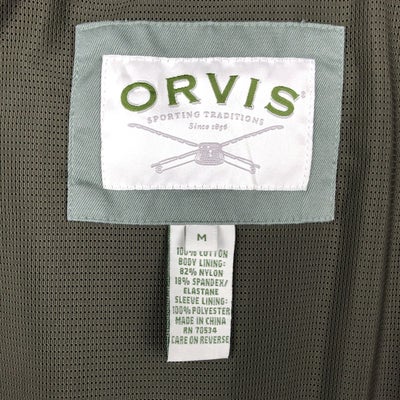 ORVIS®
SPORTING TRADITIONS
Since 1856
M
100% COTTON
BODY LINING:
82% NYLON
18% SPANDEX/
ELASTANE
SLEEVE LINING:
100% POLYESTER
MADE IN CHINA
RN 70534
CARE ON REVERSE